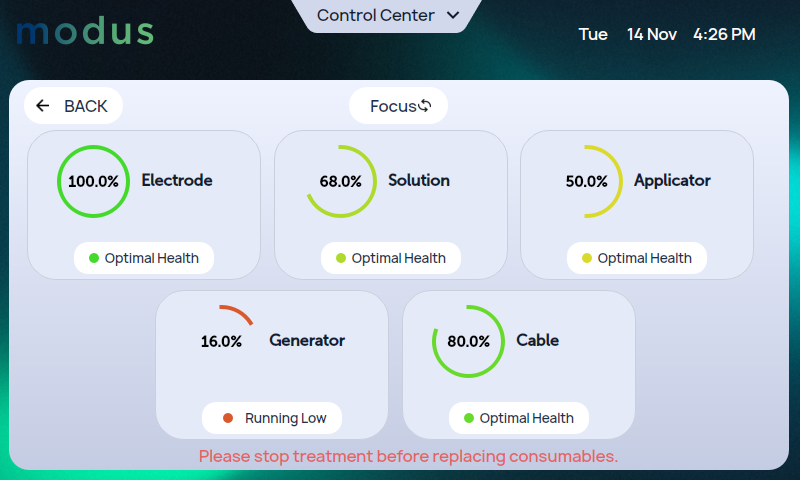 modus
Control Center
Tue 14 Nov 4:26 PM
BACK
Focus
100.0% Electrode
Optimal Health
68.0% Solution
Optimal Health
50.0% Applicator
Optimal Health
16.0% Generator
Running Low
80.0% Cable
Optimal Health
Please stop treatment before replacing consumables.